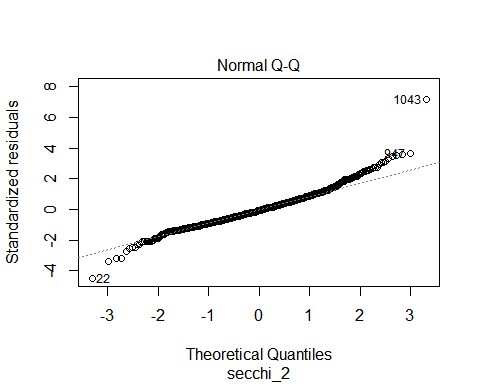 Normal Q-Q
Standardized residuals
8
6
4
2
0
-2
-4
1043
947
22
-3 -2 -1 0 1 2 3
Theoretical Quantiles
secchi_2